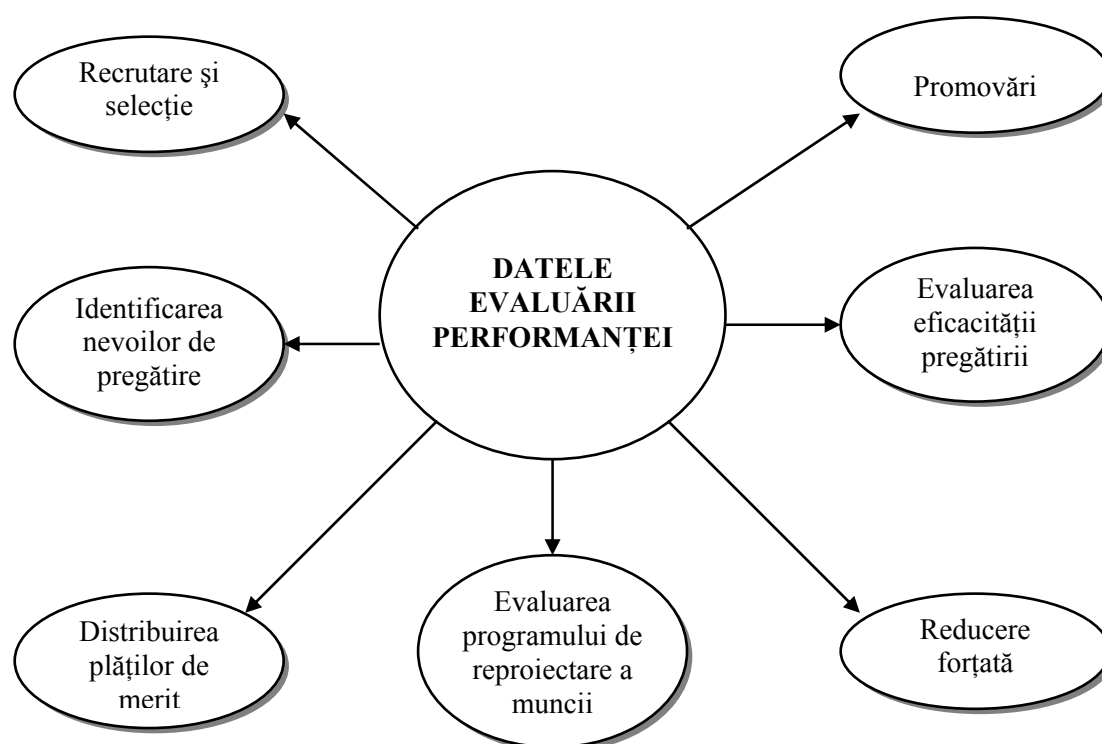 Recrutare şi
selecție
Promovări
DATELE
EVALUĂRII
PERFORMANȚEI
Identificarea
nevoilor de
pregătire
Evaluarea
eficacității
pregătirii
Distribuirea
plăților de
merit
Evaluarea
programului de
reproiectare a
muncii
Reducere
forțată